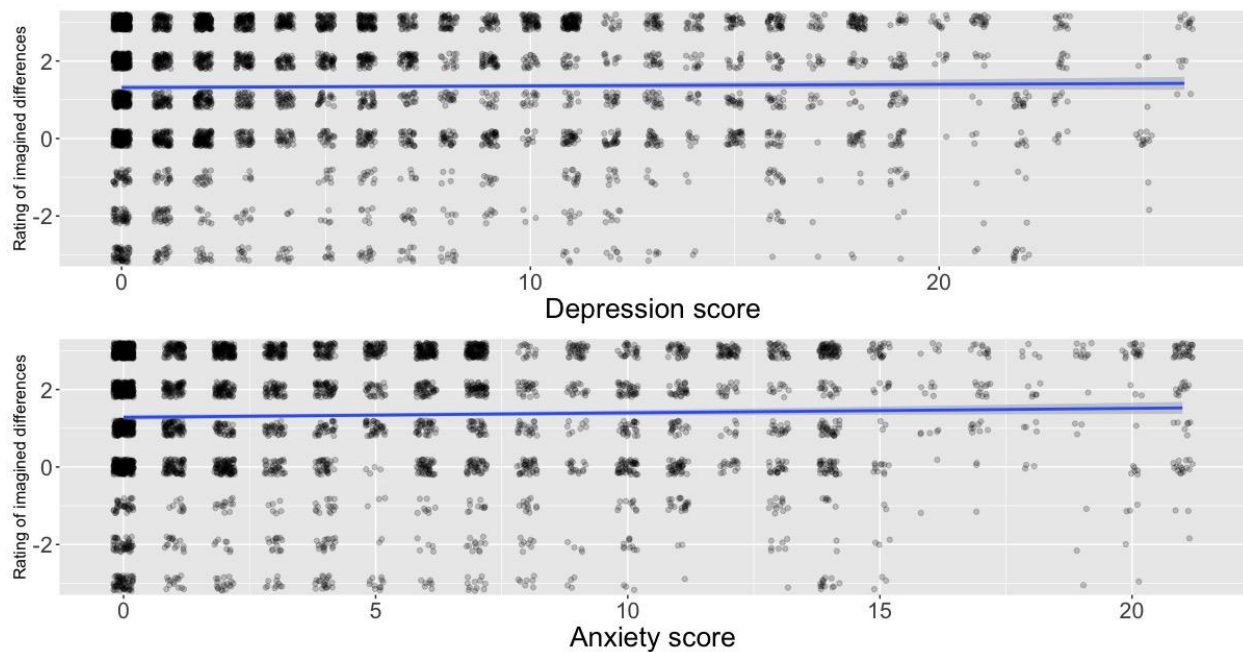 Rating of imagined differences
2
0
-2
0 10 20
Depression score
Rating of imagined differences
2
0
-2
0 5 10 15 20
Anxiety score